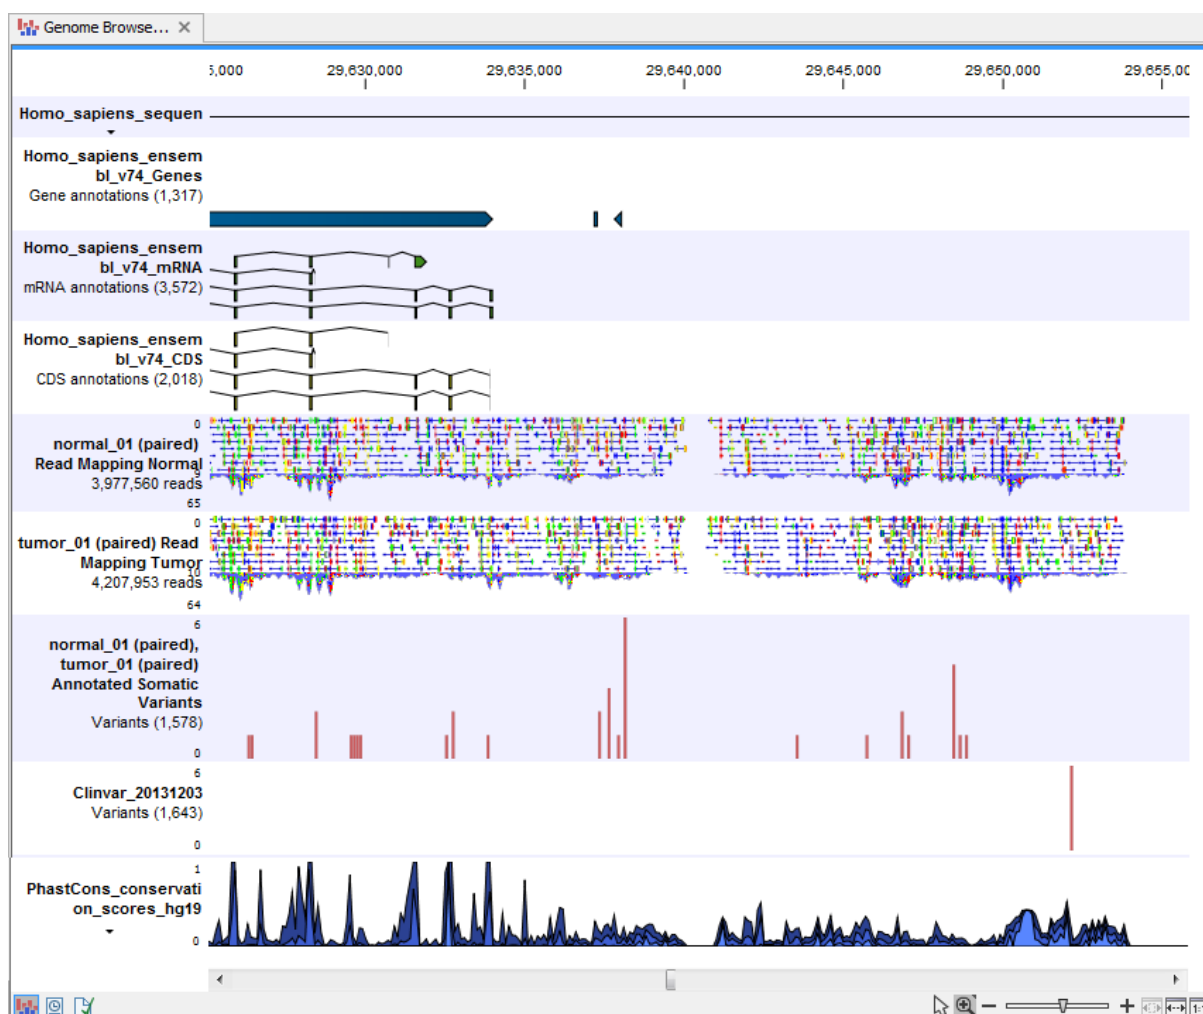 Genome Browse...
5,000 29,630,000 29,635,000 29,640,000 29,645,000 29,650,000 29,655,00
Homo_sapiens_sequen
Homo_sapiens_ensem
bl_v74_Genes
Gene annotations (1,317)
Homo_sapiens_ensem
bl_v74_mRNA
mRNA annotations (3,572)
Homo_sapiens_ensem
bl_v74_CDS
CDS annotations (2,018)
0
normal_01 (paired)
Read Mapping Normal
3,977,560 reads
65
0
tumor_01 (paired) Read
Mapping Tumor
10
4,207,953 reads
64
6
normal_01 (paired),
tumor_01 (paired)
Annotated Somatic
Variants
Variants (1,578)
0
6
Clinvar_20131203
Variants (1,643)
0
1
PhastCons_conservati
on_scores_hg19
0